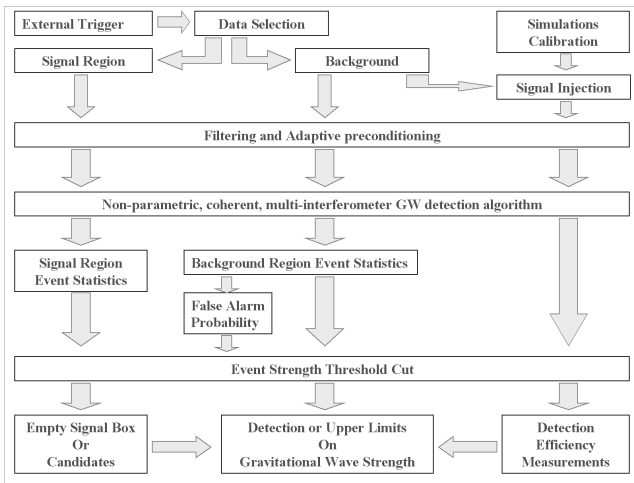 External Trigger
Data Selection
Simulations
Calibration
Signal Region
Background
Signal Injection
Filtering and Adaptive preconditioning
Non-parametric, coherent, multi-interferometer GW detection algorithm
Signal Region
Event Statistics
Background Region Event Statistics
False Alarm
Probability
Event Strength Threshold Cut
Empty Signal Box
Or
Candidates
Detection or Upper Limits
On
Gravitational Wave Strength
Detection
Efficiency
Measurements